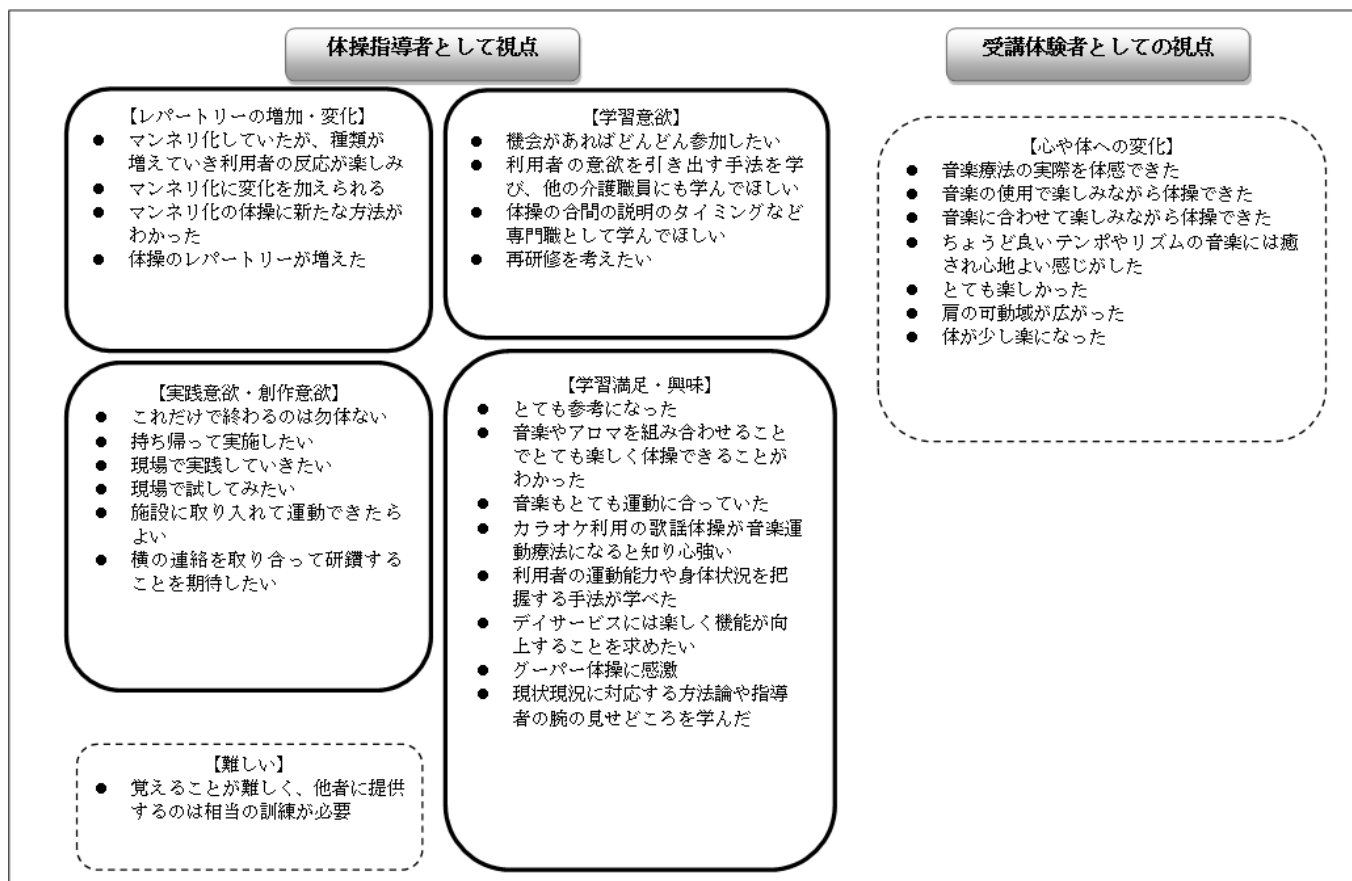 体操指導者として視点
受講体験者としての視点
【レパートリーの増加・変化】
● マンネリ化していたが、種類が
増えていき利用者の反応が楽しみ
● マンネリ化に変化を加えられる
● マンネリ化の体操に新たな方法が
わかった
● 体操のレパートリーが増えた
【学習意欲】
● 機会があればどんどん参加したい
● 利用者の意欲を引き出す手法を学
び、他の介護職員にも学んでほしい
● 体操の合間の説明のタイミングなど
専門職として学んでほしい
● 再研修を考えたい
【心や体への変化】
● 音楽療法の実際を体感できた
● 音楽の使用で楽しみながら体操できた
● 音楽に合わせて楽しみながら体操できた
● ちょうど良いテンポやリズムの音楽には癒
され心地よい感じがした
● とても楽しかった
● 肩の可動域が広がった
● 体が少し楽になった
【実践意欲・創作意欲】
● これだけで終わるのは勿体ない
● 持ち帰って実施したい
● 現場で実践していきたい
● 現場で試してみたい
● 施設に取り入れて運動できたら
よい
● 横の連絡を取り合って研鑽する
ことを期待したい
【学習満足・興味】
● とても参考になった
● 音楽やアロマを組み合わせること
でとても楽しく体操できることが
わかった
● 音楽もとても運動に合っていた
● カラオケ利用の歌謡体操が音楽運
動療法になると知り心強い
● 利用者の運動能力や身体状況を把
握する手法が学べた
● デイサービスには楽しく機能が向
上することを求めたい
● グーパー体操に感激
● 現状現況に対応する方法論や指導
者の腕の見せどころを学んだ
【難しい】
● 覚えることが難しく、他者に提供
するのは相当の訓練が必要